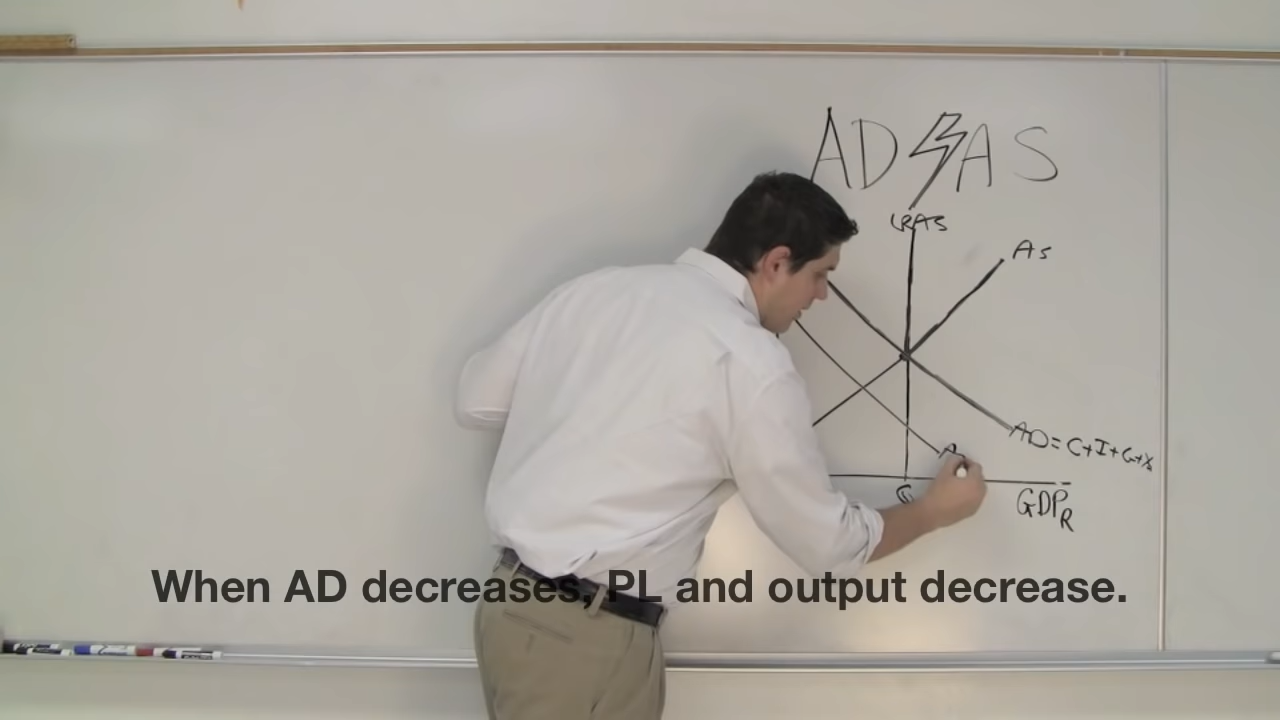 AD AS
LRAS
AS
AD = C+I+G+X
GDPR
When AD decreases, PL and output decrease.